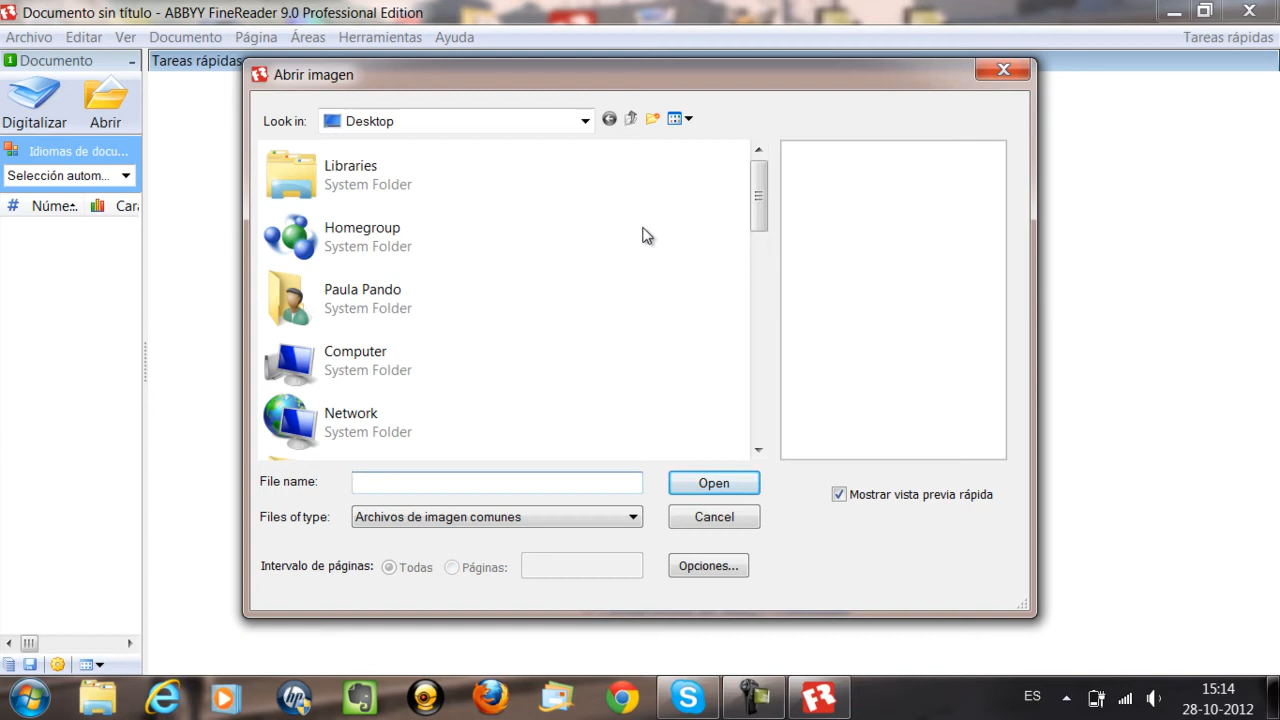 Documento sin título - ABBYY FineReader 9.0 Professional Edition
Archivo Editar Ver Documento Página Áreas Herramientas Ayuda Tareas rápidas
1 Documento
Tareas rápidas
Digitalizar Abrir
Idiomas de docu...
Selección autom...
# Núme... Cará
Abrir imagen
Look in: Desktop
Libraries
System Folder
Homegroup
System Folder
Paula Pando
System Folder
Computer
System Folder
Network
System Folder
File name: Open
Mostrar vista previa rápida
Files of type: Archivos de imagen comunes Cancel
Intervalo de páginas: Todas Páginas: Opciones...
hp
ES
15:14
28-10-2012